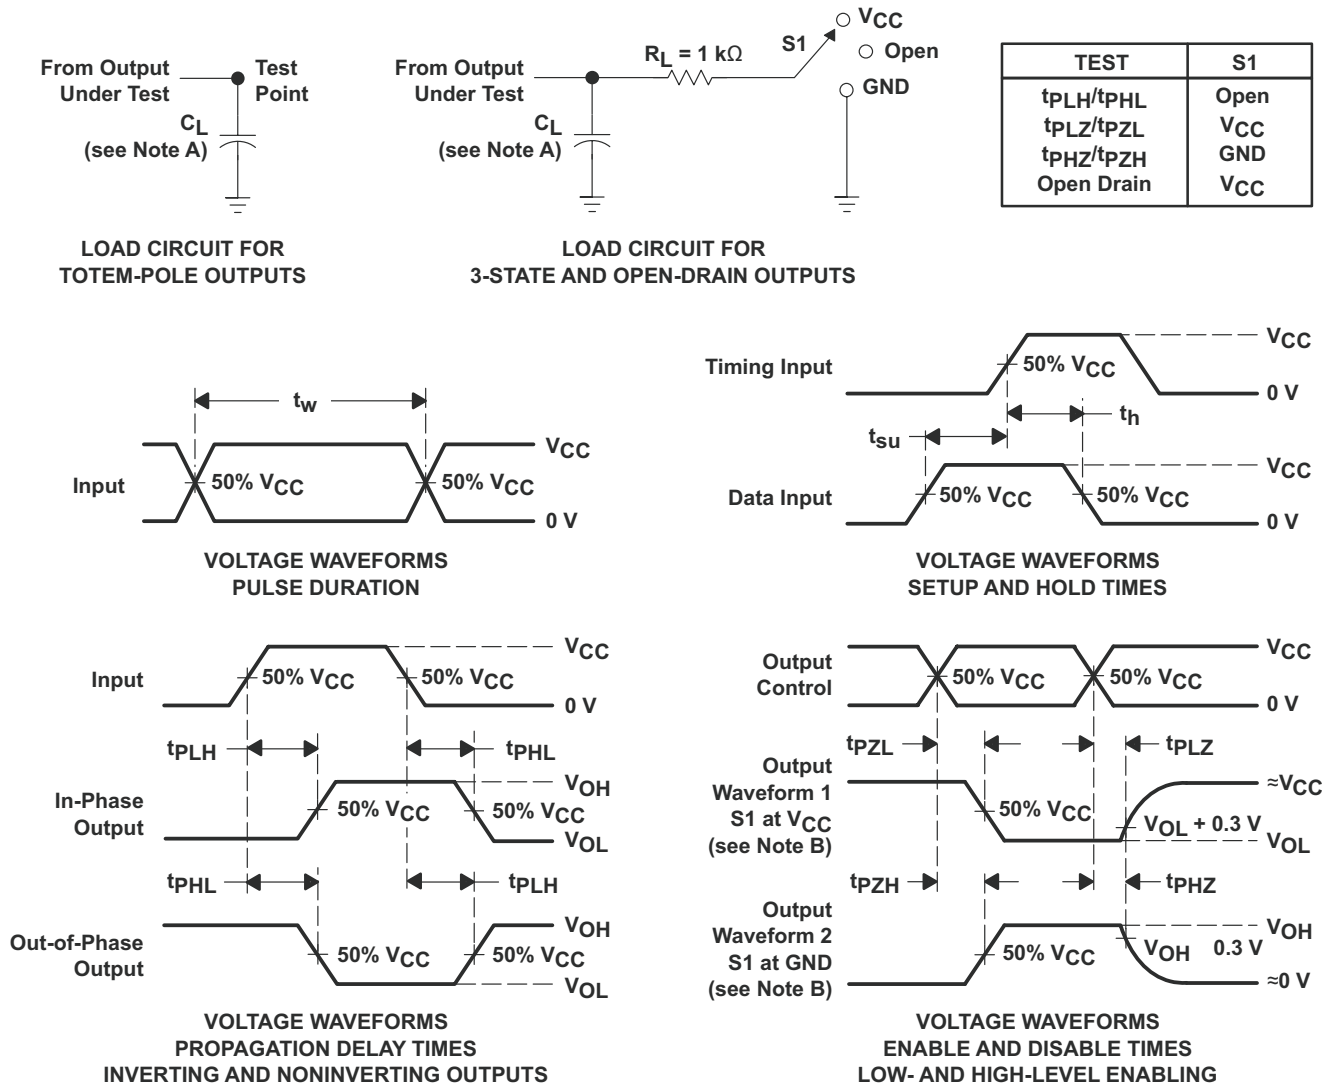 From Output
Under Test
Test
Point
CL
(see Note A)
LOAD CIRCUIT FOR
TOTEM-POLE OUTPUTS
From Output
Under Test
RL = 1 kΩ
S1
VCC
Open
GND
CL
(see Note A)
LOAD CIRCUIT FOR
3-STATE AND OPEN-DRAIN OUTPUTS
TEST S1
tPLH/tPHL Open
tPLZ/tPZL VCC
tPHZ/tPZH GND
Open Drain VCC
tw
Input
50% VCC
50% VCC
VCC
0 V
VOLTAGE WAVEFORMS
PULSE DURATION
Timing Input
50% VCC
VCC
0 V
tsu
th
Data Input
50% VCC
50% VCC
VCC
0 V
VOLTAGE WAVEFORMS
SETUP AND HOLD TIMES
Input
50% VCC
50% VCC
VCC
0 V
tPLH
tPHL
In-Phase
Output
50% VCC
50% VCC
VOH
VOL
tPHL
tPLH
Out-of-Phase
Output
50% VCC
50% VCC
VOH
VOL
VOLTAGE WAVEFORMS
PROPAGATION DELAY TIMES
INVERTING AND NONINVERTING OUTPUTS
Output
Control
50% VCC
50% VCC
VCC
0 V
tPZL
tPLZ
Output
Waveform 1
S1 at VCC
(see Note B)
50% VCC
VOL + 0.3 V
≈VCC
VOL
tPZH
tPHZ
Output
Waveform 2
S1 at GND
(see Note B)
50% VCC
VOH 0.3 V
VOH
≈0 V
VOLTAGE WAVEFORMS
ENABLE AND DISABLE TIMES
LOW- AND HIGH-LEVEL ENABLING